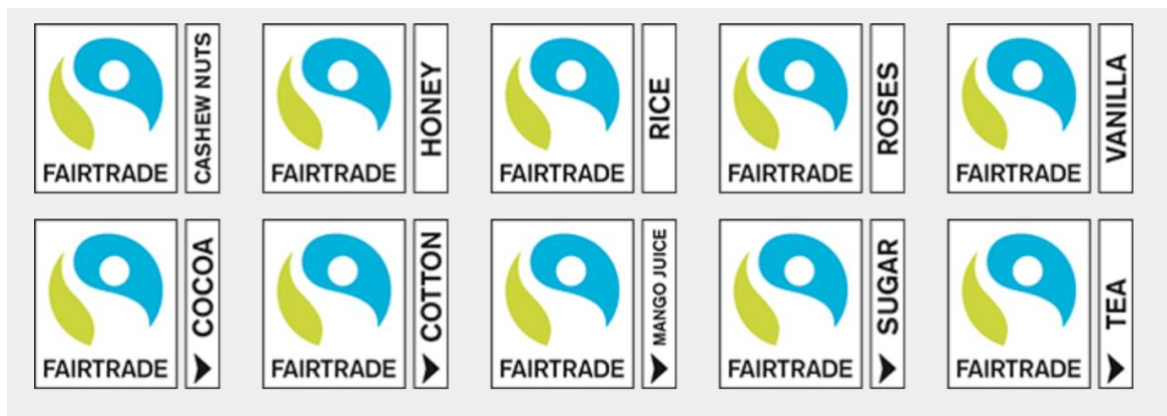 FAIRTRADE
CASHEW NUTS
FAIRTRADE
HONEY
FAIRTRADE
RICE
FAIRTRADE
ROSES
FAIRTRADE
VANILLA
FAIRTRADE
COCOA
FAIRTRADE
COTTON
FAIRTRADE
MANGO JUICE
FAIRTRADE
SUGAR
FAIRTRADE
TEA